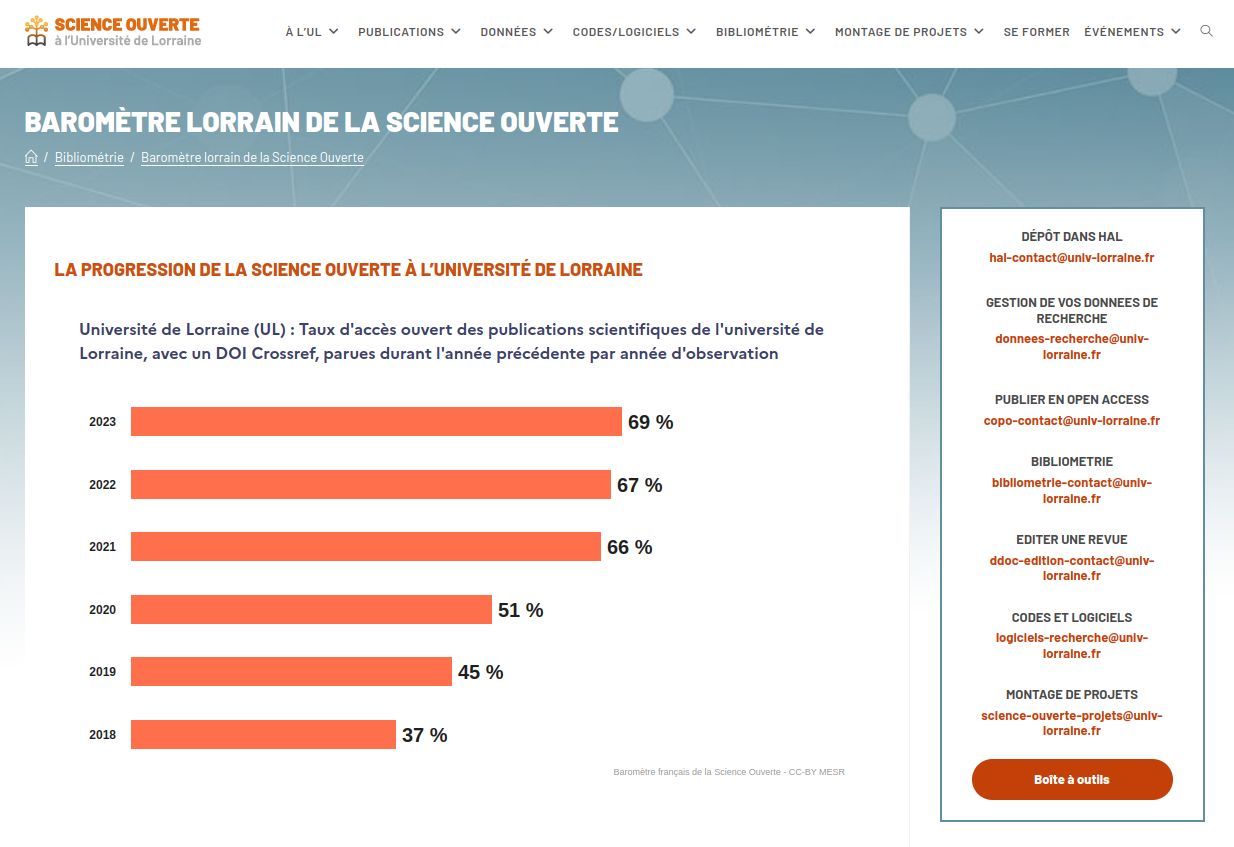 SCIENCE OUVERTE
à l'Université de Lorraine
À L'UL PUBLICATIONS DONNÉES CODES/LOGICIELS BIBLIOMÉTRIE MONTAGE DE PROJETS SE FORMER ÉVÉNEMENTS
BAROMÈTRE LORRAIN DE LA SCIENCE OUVERTE
/ Bibliométrie / Baromètre lorrain de la Science Ouverte
LA PROGRESSION DE LA SCIENCE OUVERTE À L'UNIVERSITÉ DE LORRAINE
Université de Lorraine (UL) : Taux d'accès ouvert des publications scientifiques de l'université de
Lorraine, avec un DOI Crossref, parues durant l'année précédente par année d'observation
2023 69 %
2022 67 %
2021 66 %
2020 51 %
2019 45 %
2018 37 %
Baromètre français de la Science Ouverte - CC-BY MESR
DÉPÔT DANS HAL
hal-contact@univ-lorraine.fr
GESTION DE VOS DONNEES DE
RECHERCHE
donnees-recherche@univ-
lorraine.fr
PUBLIER EN OPEN ACCESS
copo-contact@univ-lorraine.fr
BIBLIOMETRIE
bibliometrie-contact@univ-
lorraine.fr
EDITER UNE REVUE
ddoc-edition-contact@univ-
lorraine.fr
CODES ET LOGICIELS
logiciels-recherche@univ-
lorraine.fr
MONTAGE DE PROJETS
science-ouverte-projets@univ-
lorraine.fr
Boîte à outils